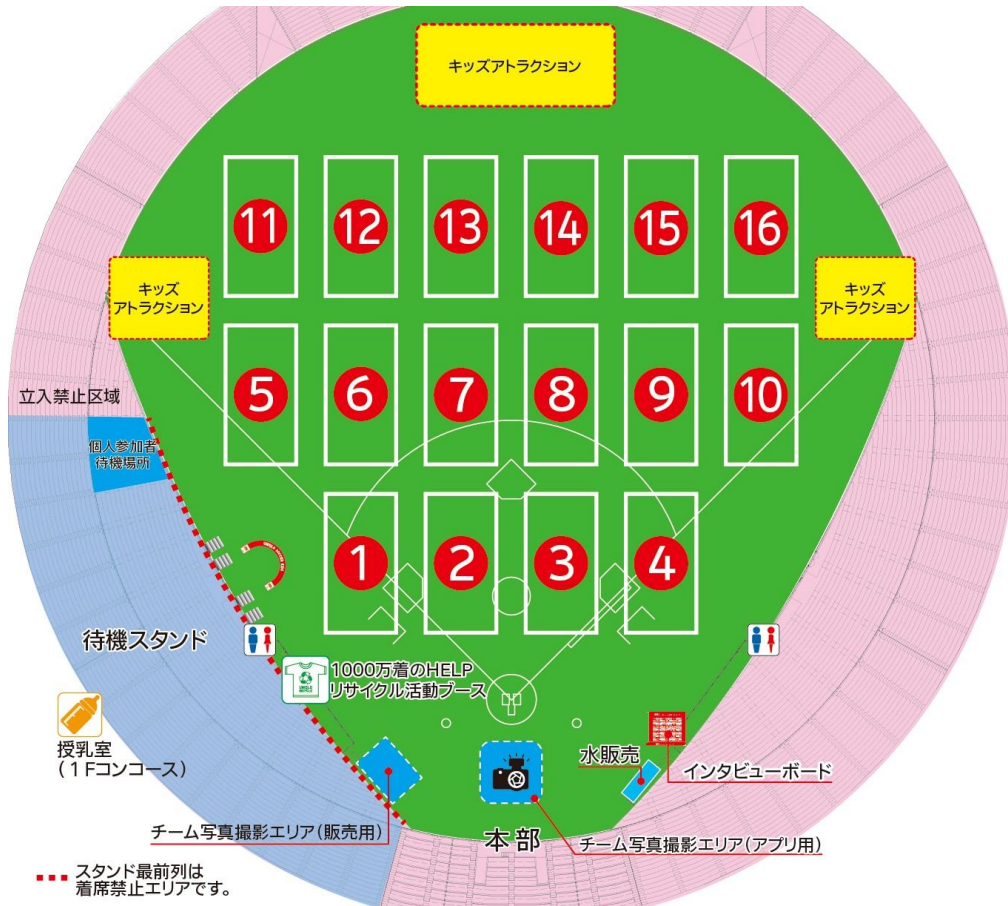 キッズアトラクション
11
12
13
14
15
16
キッズ
アトラクション
キッズ
アトラクション
5
6
7
8
9
10
立入禁止区域
個人参加者
待機場所
1
2
3
4
待機スタンド
1000万着のHELP
リサイクル活動ブース
授乳室
(1Fコンコース)
水販売
インタビューボード
チーム写真撮影エリア(販売用)
本部
チーム写真撮影エリア(アプリ用)
スタンド最前列は
着席禁止エリアです。